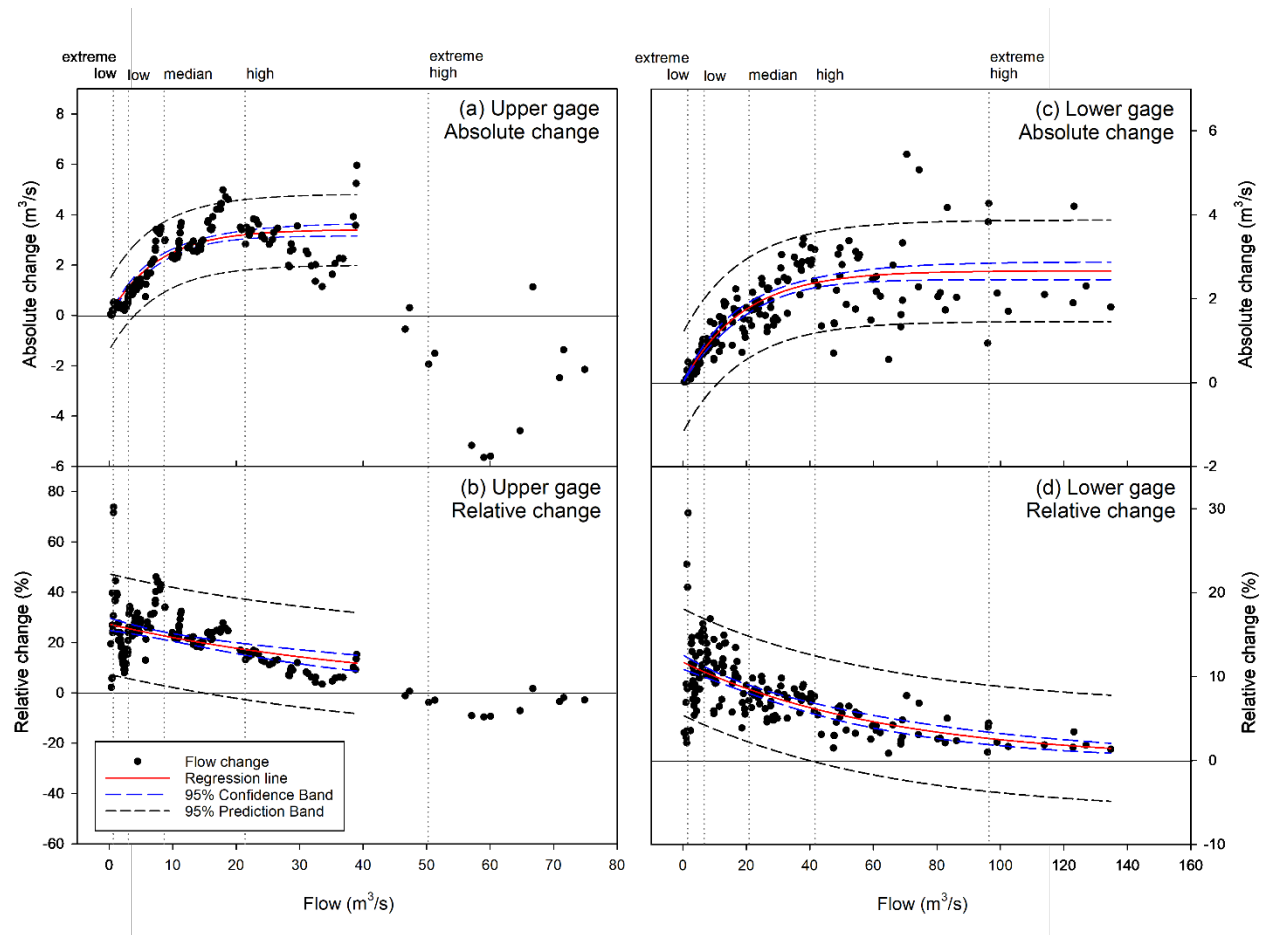 extreme
low
low
median
high
extreme
high
extreme
low
low
median
high
extreme
high
(a) Upper gage
Absolute change
8
6
4
2
0
-2
-4
-6
Absolute change (m³/s)
(c) Lower gage
Absolute change
6
4
2
0
-2
Absolute change (m³/s)
(b) Upper gage
Relative change
80
60
40
20
0
20
40
-60
Relative change (%)
Flow change
Regression line
95% Confidence Band
95% Prediction Band
(d) Lower gage
Relative change
30
20
10
0
-10
Relative change (%)
0 10 20 30 40 50 60 70 80
Flow (m³/s)
0 20 40 60 80 100 120 140 160
Flow (m³/s)